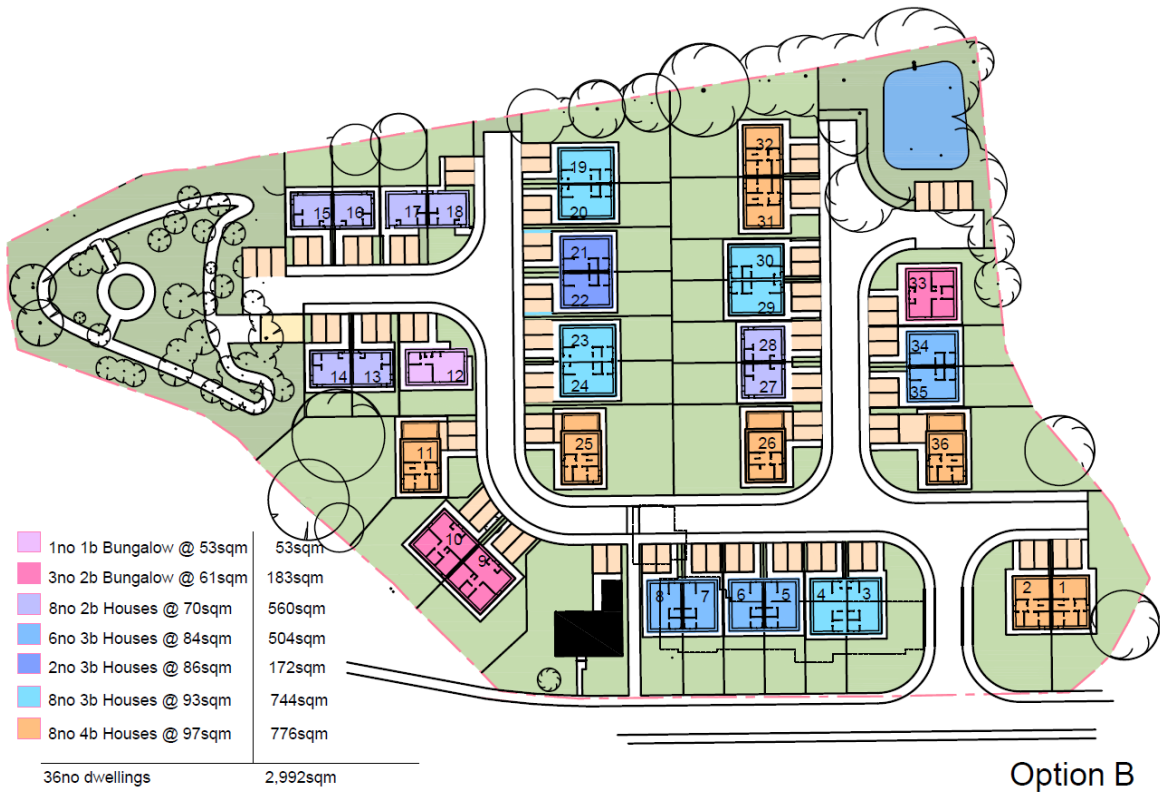 32
19
15 16 17 18
20
31
21
30
33
22
29
23
28
34
14 13 12
24
27
35
11
25
26
36
10
9
8 7 6 5 4 3
2 1
1no 1b Bungalow @ 53sqm 53sqm
3no 2b Bungalow @ 61sqm 183sqm
8no 2b Houses @ 70sqm 560sqm
6no 3b Houses @ 84sqm 504sqm
2no 3b Houses @ 86sqm 172sqm
8no 3b Houses @ 93sqm 744sqm
8no 4b Houses @ 97sqm 776sqm
36no dwellings 2,992sqm
Option B